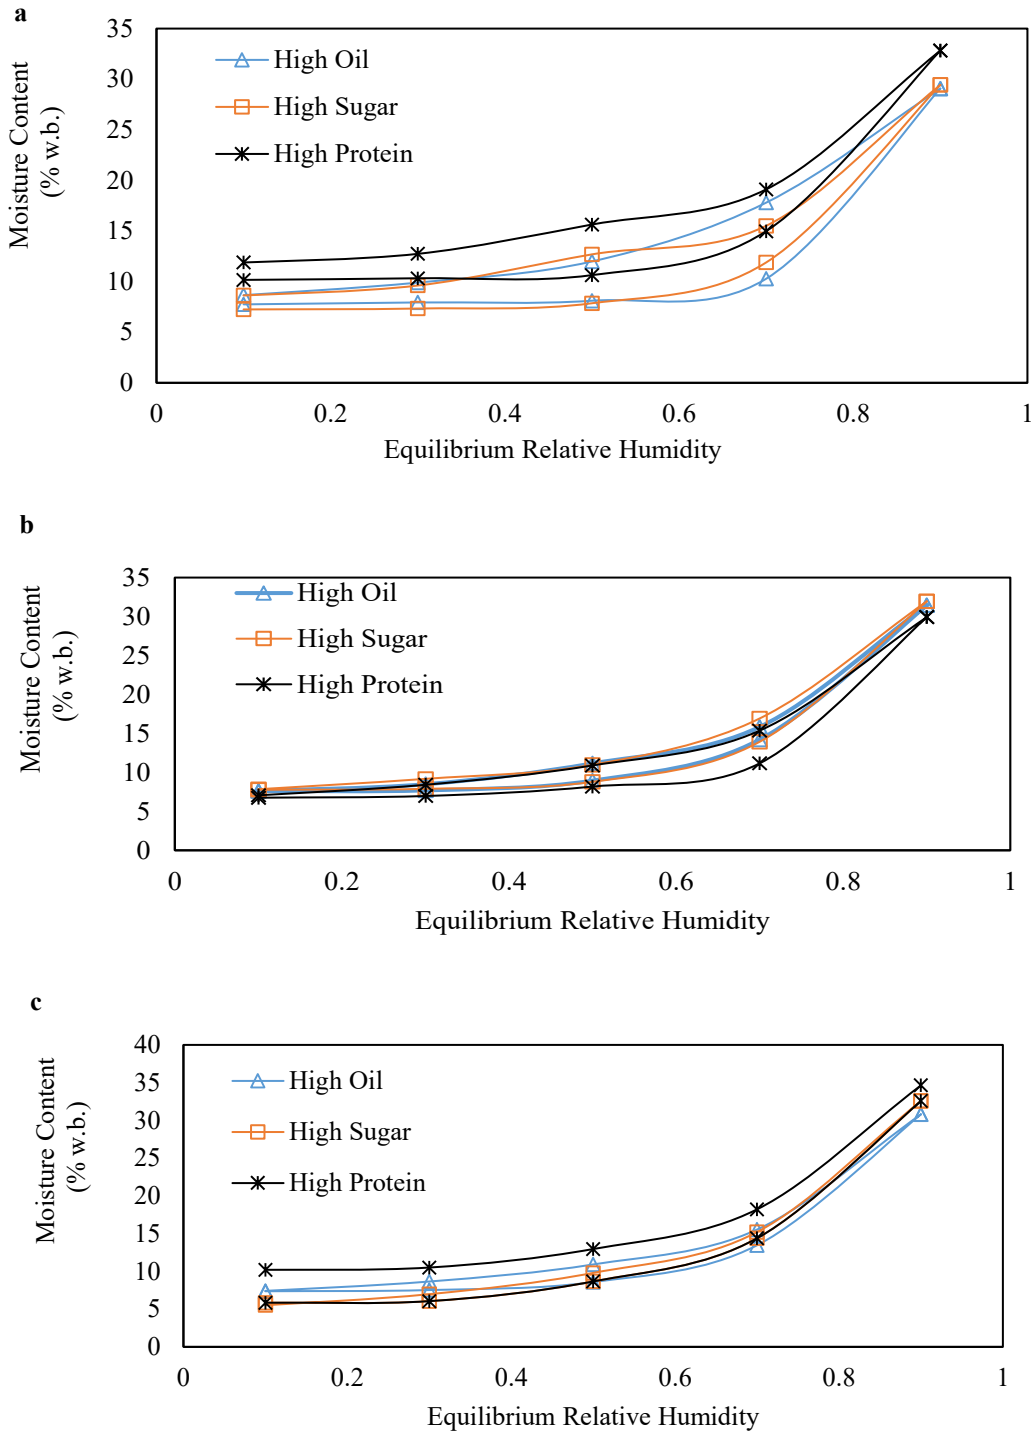 a
35
30
25
20
15
10
5
0
Moisture Content
(% w.b.)
High Oil
High Sugar
High Protein
0 0.2 0.4 0.6 0.8 1
Equilibrium Relative Humidity
b
35
30
25
20
15
10
5
0
Moisture Content
(% w.b.)
High Oil
High Sugar
High Protein
0 0.2 0.4 0.6 0.8 1
Equilibrium Relative Humidity
c
40
35
30
25
20
15
10
5
0
Moisture Content
(% w.b.)
High Oil
High Sugar
High Protein
0 0.2 0.4 0.6 0.8 1
Equilibrium Relative Humidity